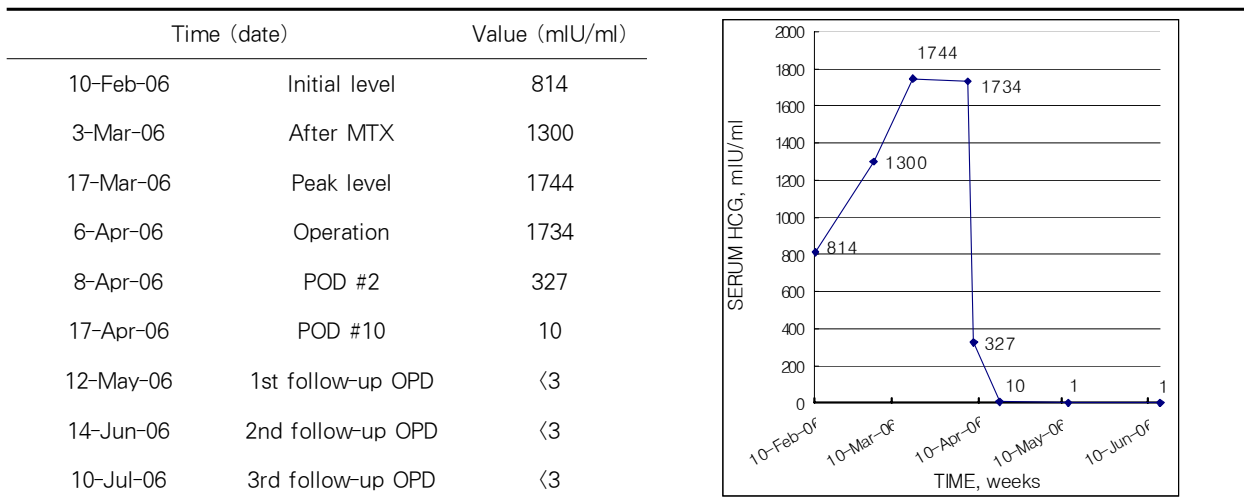 Time (date) Value (mIU/ml)
10-Feb-06 Initial level 814
3-Mar-06 After MTX 1300
17-Mar-06 Peak level 1744
6-Apr-06 Operation 1734
8-Apr-06 POD #2 327
17-Apr-06 POD #10 10
12-May-06 1st follow-up OPD 〈3
14-Jun-06 2nd follow-up OPD 〈3
10-Jul-06 3rd follow-up OPD 〈3
SERUM HCG, mIU/ml
2000
1800
1600
1400
1200
1000
800
600
400
200
0
814
1300
1744
1734
327
10
1
1
10-Feb-06
10-Mar-06
10-Apr-06
10-May-06
10-Jun-06
TIME, weeks